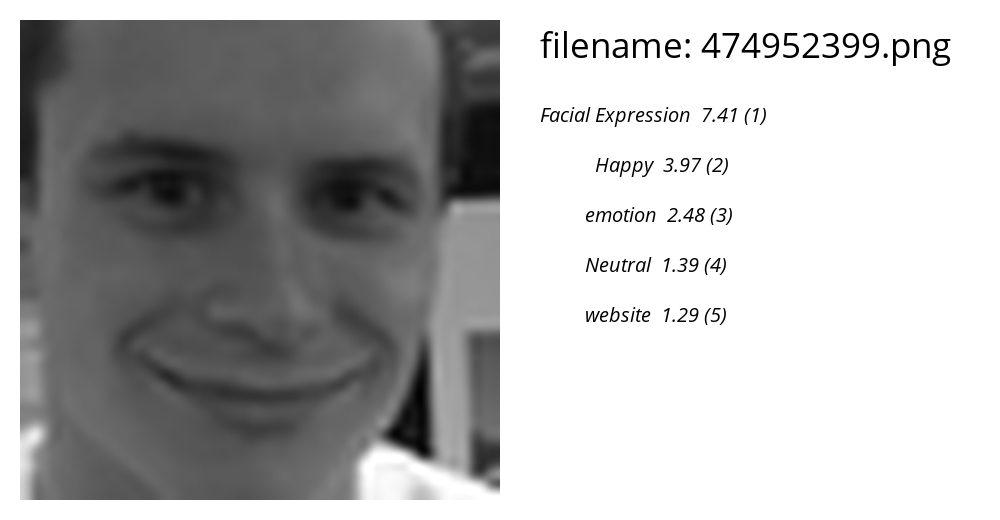 filename: 474952399.png
Facial Expression 7.41 (1)
Happy 3.97 (2)
emotion 2.48 (3)
Neutral 1.39 (4)
website 1.29 (5)